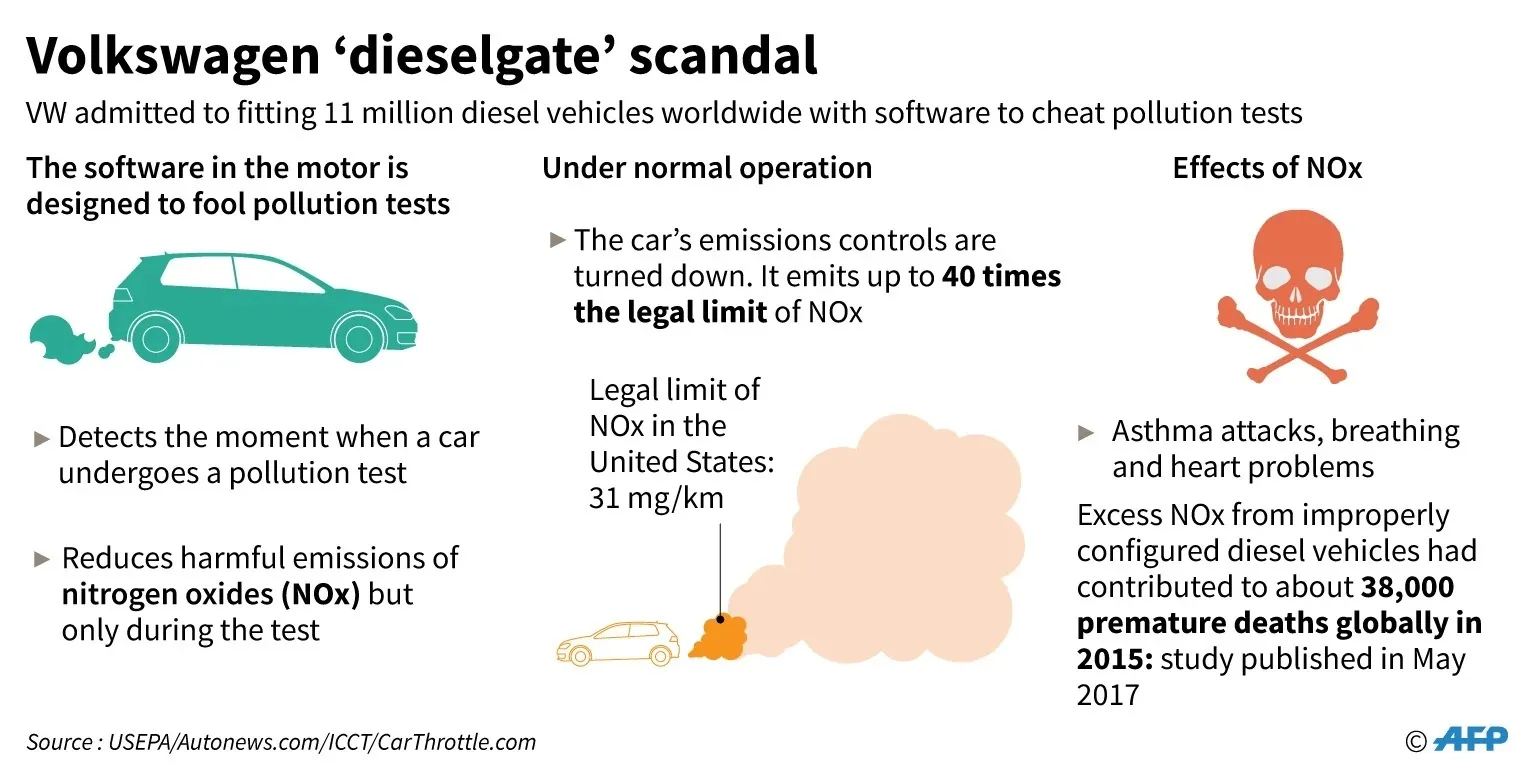 Volkswagen ‘dieselgate’ scandal
VW admitted to fitting 11 million diesel vehicles worldwide with software to cheat pollution tests
The software in the motor is
designed to fool pollution tests
▶ Detects the moment when a car
undergoes a pollution test
▶ Reduces harmful emissions of
nitrogen oxides (NOx) but
only during the test
Under normal operation
▶ The car’s emissions controls are
turned down. It emits up to 40 times
the legal limit of NOx
Legal limit of
NOx in the
United States:
31 mg/km
Effects of NOx
▶ Asthma attacks, breathing
and heart problems
Excess NOx from improperly
configured diesel vehicles had
contributed to about 38,000
premature deaths globally in
2015: study published in May
2017
Source : USEPA/Autonews.com/ICCT/CarThrottle.com
© AFP